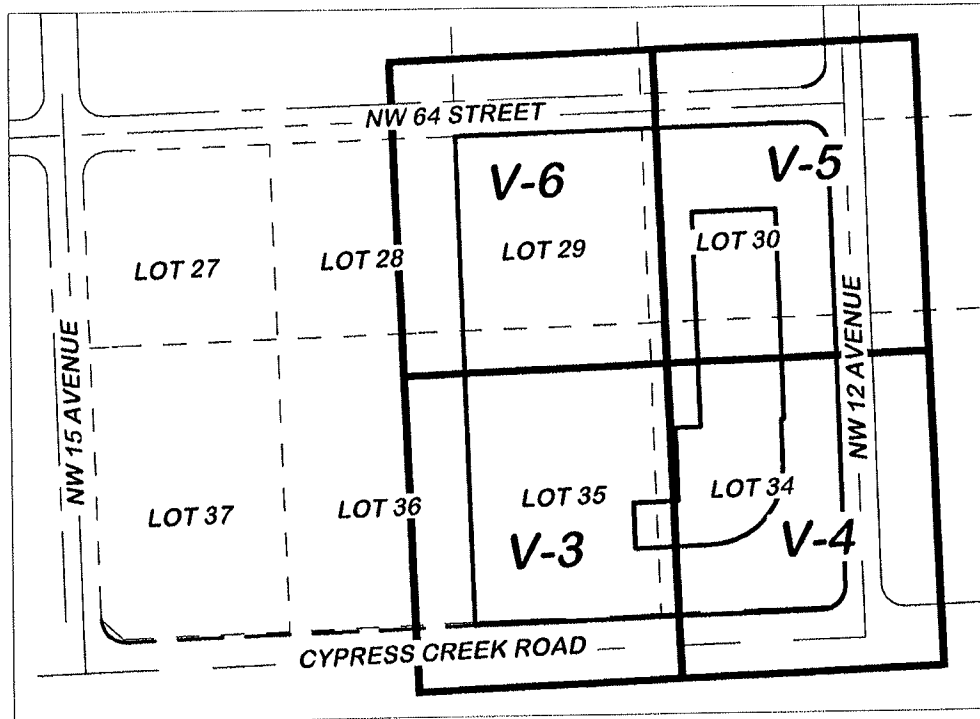 NW 64 STREET
V-6
V-5
LOT 27
LOT 28
LOT 29
LOT 30
NW 15 AVENUE
NW 12 AVENUE
LOT 37
LOT 36
LOT 35
LOT 34
V-3
V-4
CYPRESS CREEK ROAD